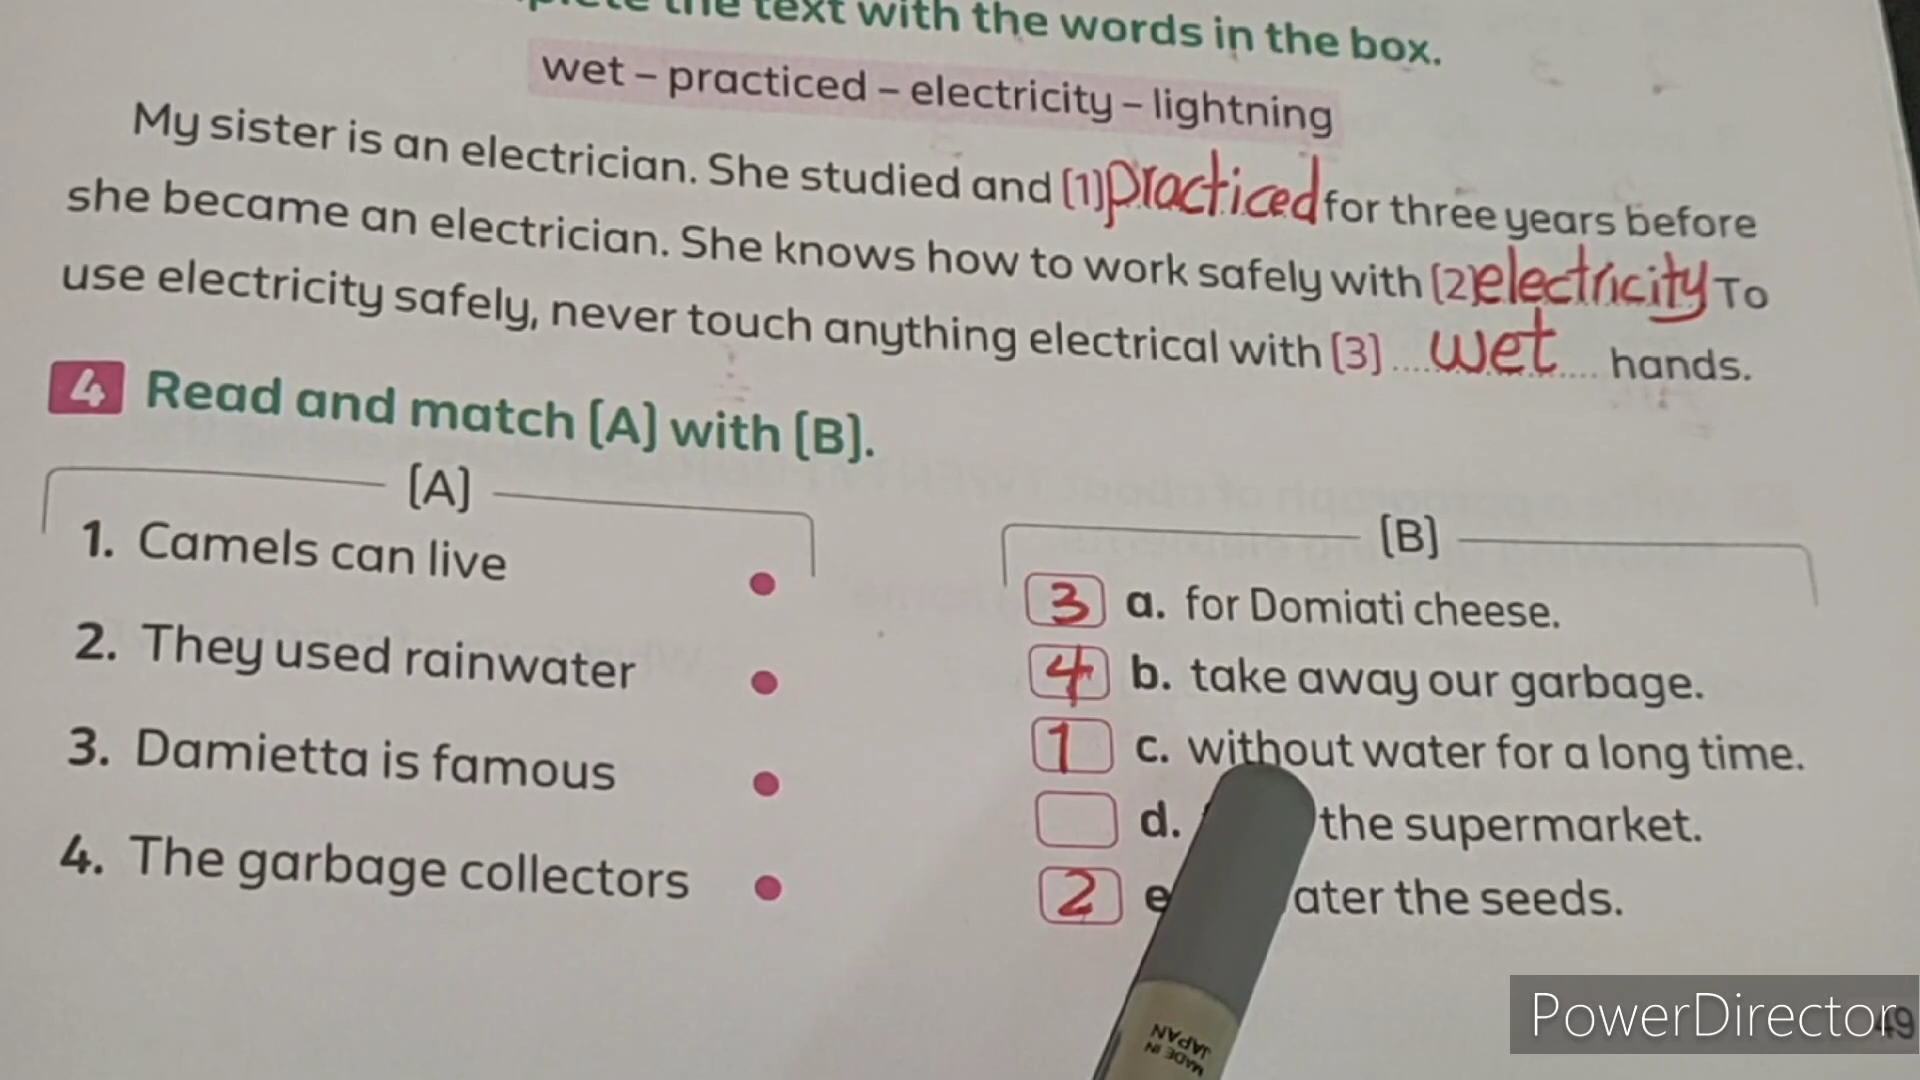 the text with the words in the box.
wet – practiced – electricity – lightning
My sister is an electrician. She studied and (1) practiced for three years before
she became an electrician. She knows how to work safely with (2) electricity To
use electricity safely, never touch anything electrical with (3) ....wet.... hands.
4 Read and match (A) with (B).
(A)
1. Camels can live
2. They used rainwater
3. Damietta is famous
4. The garbage collectors
(B)
3 a. for Domiati cheese.
4 b. take away our garbage.
1 c. without water for a long time.
d. the supermarket.
2 e the seeds.
MADE IN
JAPAN
PowerDirector
49